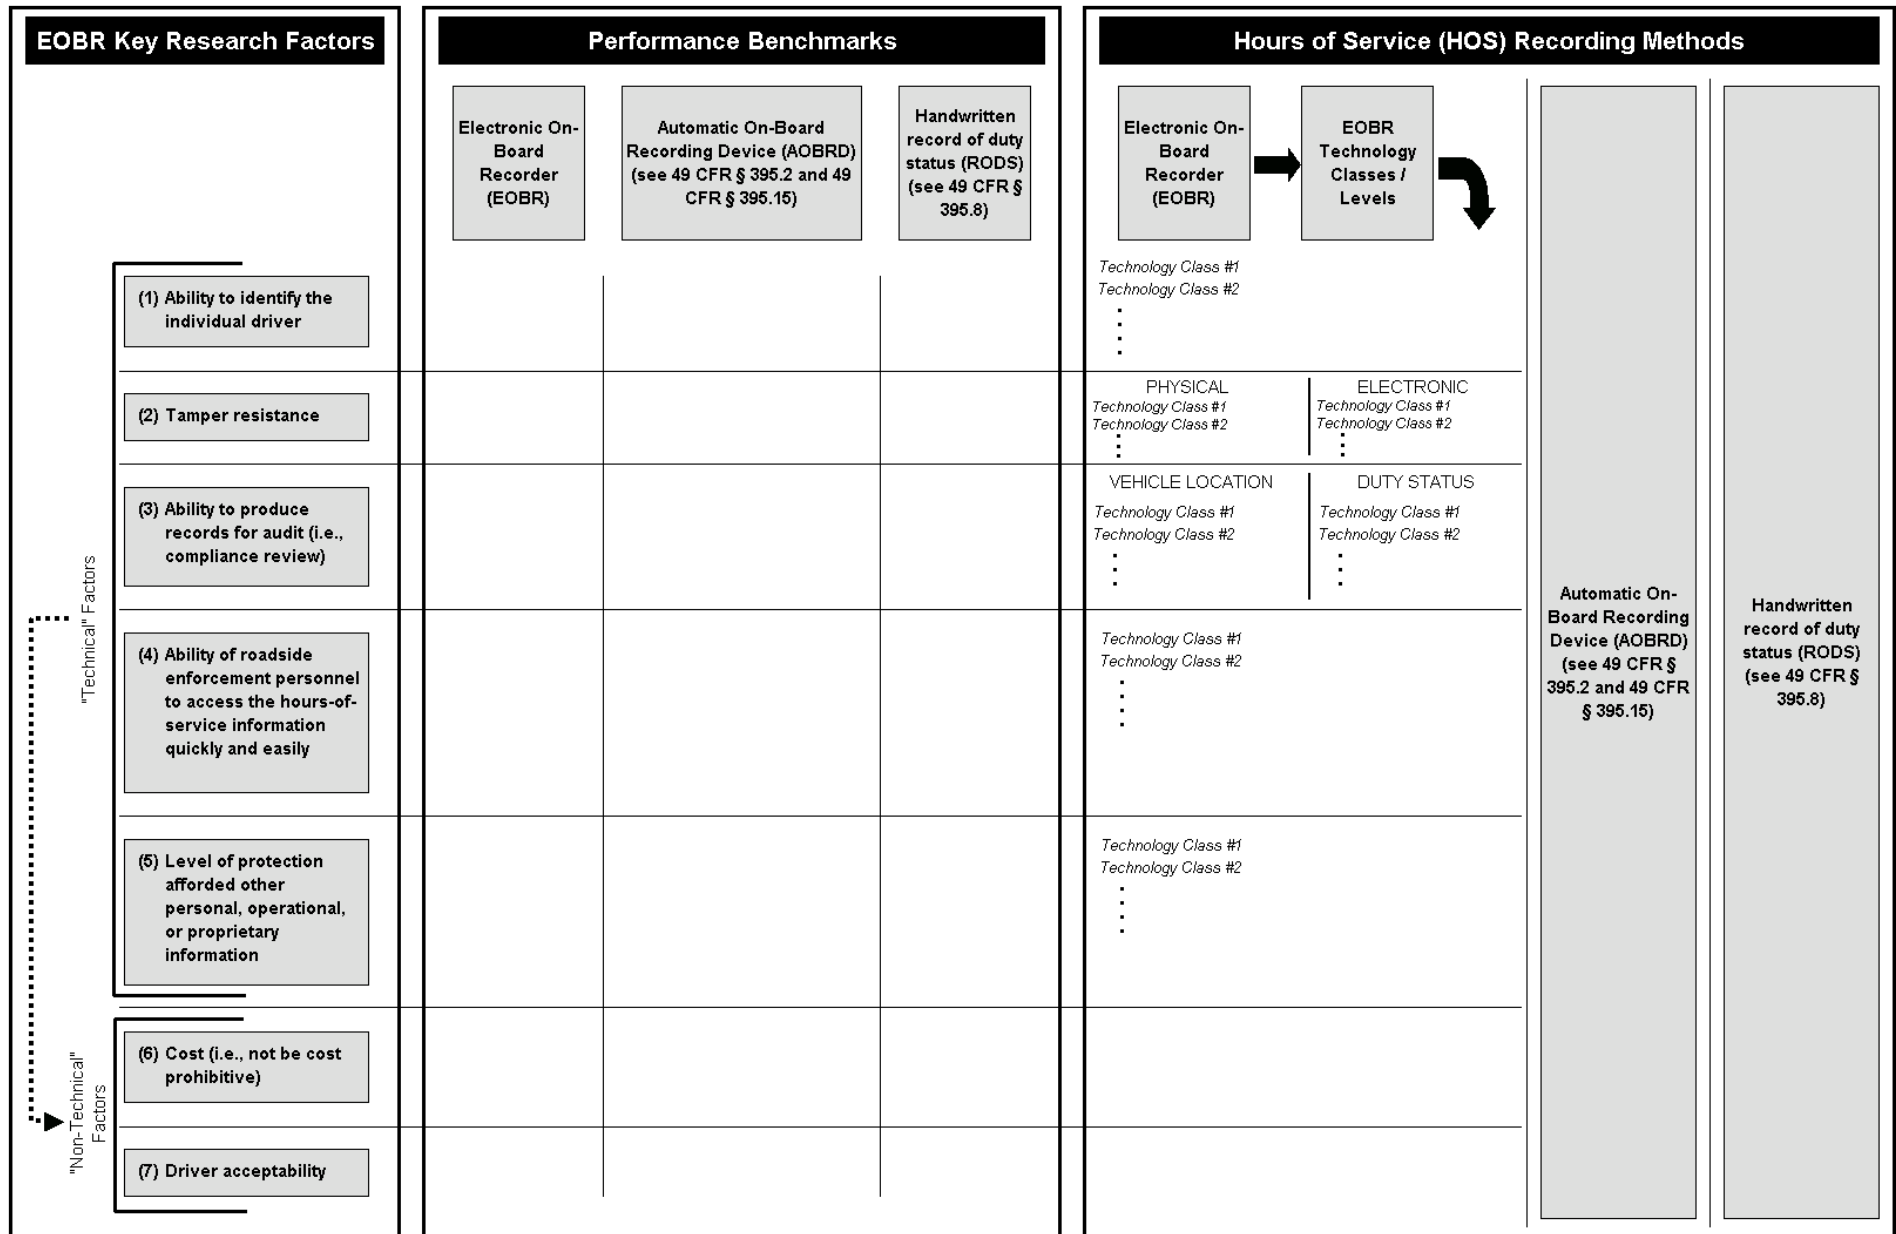 EOBR Key Research Factors
Performance Benchmarks
Hours of Service (HOS) Recording Methods
Electronic On-
Board
Recorder
(EOBR)
Automatic On-Board
Recording Device (AOBRD)
(see 49 CFR § 395.2 and 49
CFR § 395.15)
Handwritten
record of duty
status (RODS)
(see 49 CFR §
395.8)
Electronic On-
Board
Recorder
(EOBR)
EOBR
Technology
Classes /
Levels
"Technical" Factors
(1) Ability to identify the
individual driver
Technology Class #1
Technology Class #2
(2) Tamper resistance
PHYSICAL
Technology Class #1
Technology Class #2
ELECTRONIC
Technology Class #1
Technology Class #2
(3) Ability to produce
records for audit (i.e.,
compliance review)
VEHICLE LOCATION
Technology Class #1
Technology Class #2
DUTY STATUS
Technology Class #1
Technology Class #2
(4) Ability of roadside
enforcement personnel
to access the hours-of-
service information
quickly and easily
Technology Class #1
Technology Class #2
(5) Level of protection
afforded other
personal, operational,
or proprietary
information
Technology Class #1
Technology Class #2
"Non-Technical"
Factors
(6) Cost (i.e., not be cost
prohibitive)
(7) Driver acceptability
Automatic On-
Board Recording
Device (AOBRD)
(see 49 CFR §
395.2 and 49 CFR
§ 395.15)
Handwritten
record of duty
status (RODS)
(see 49 CFR §
395.8)